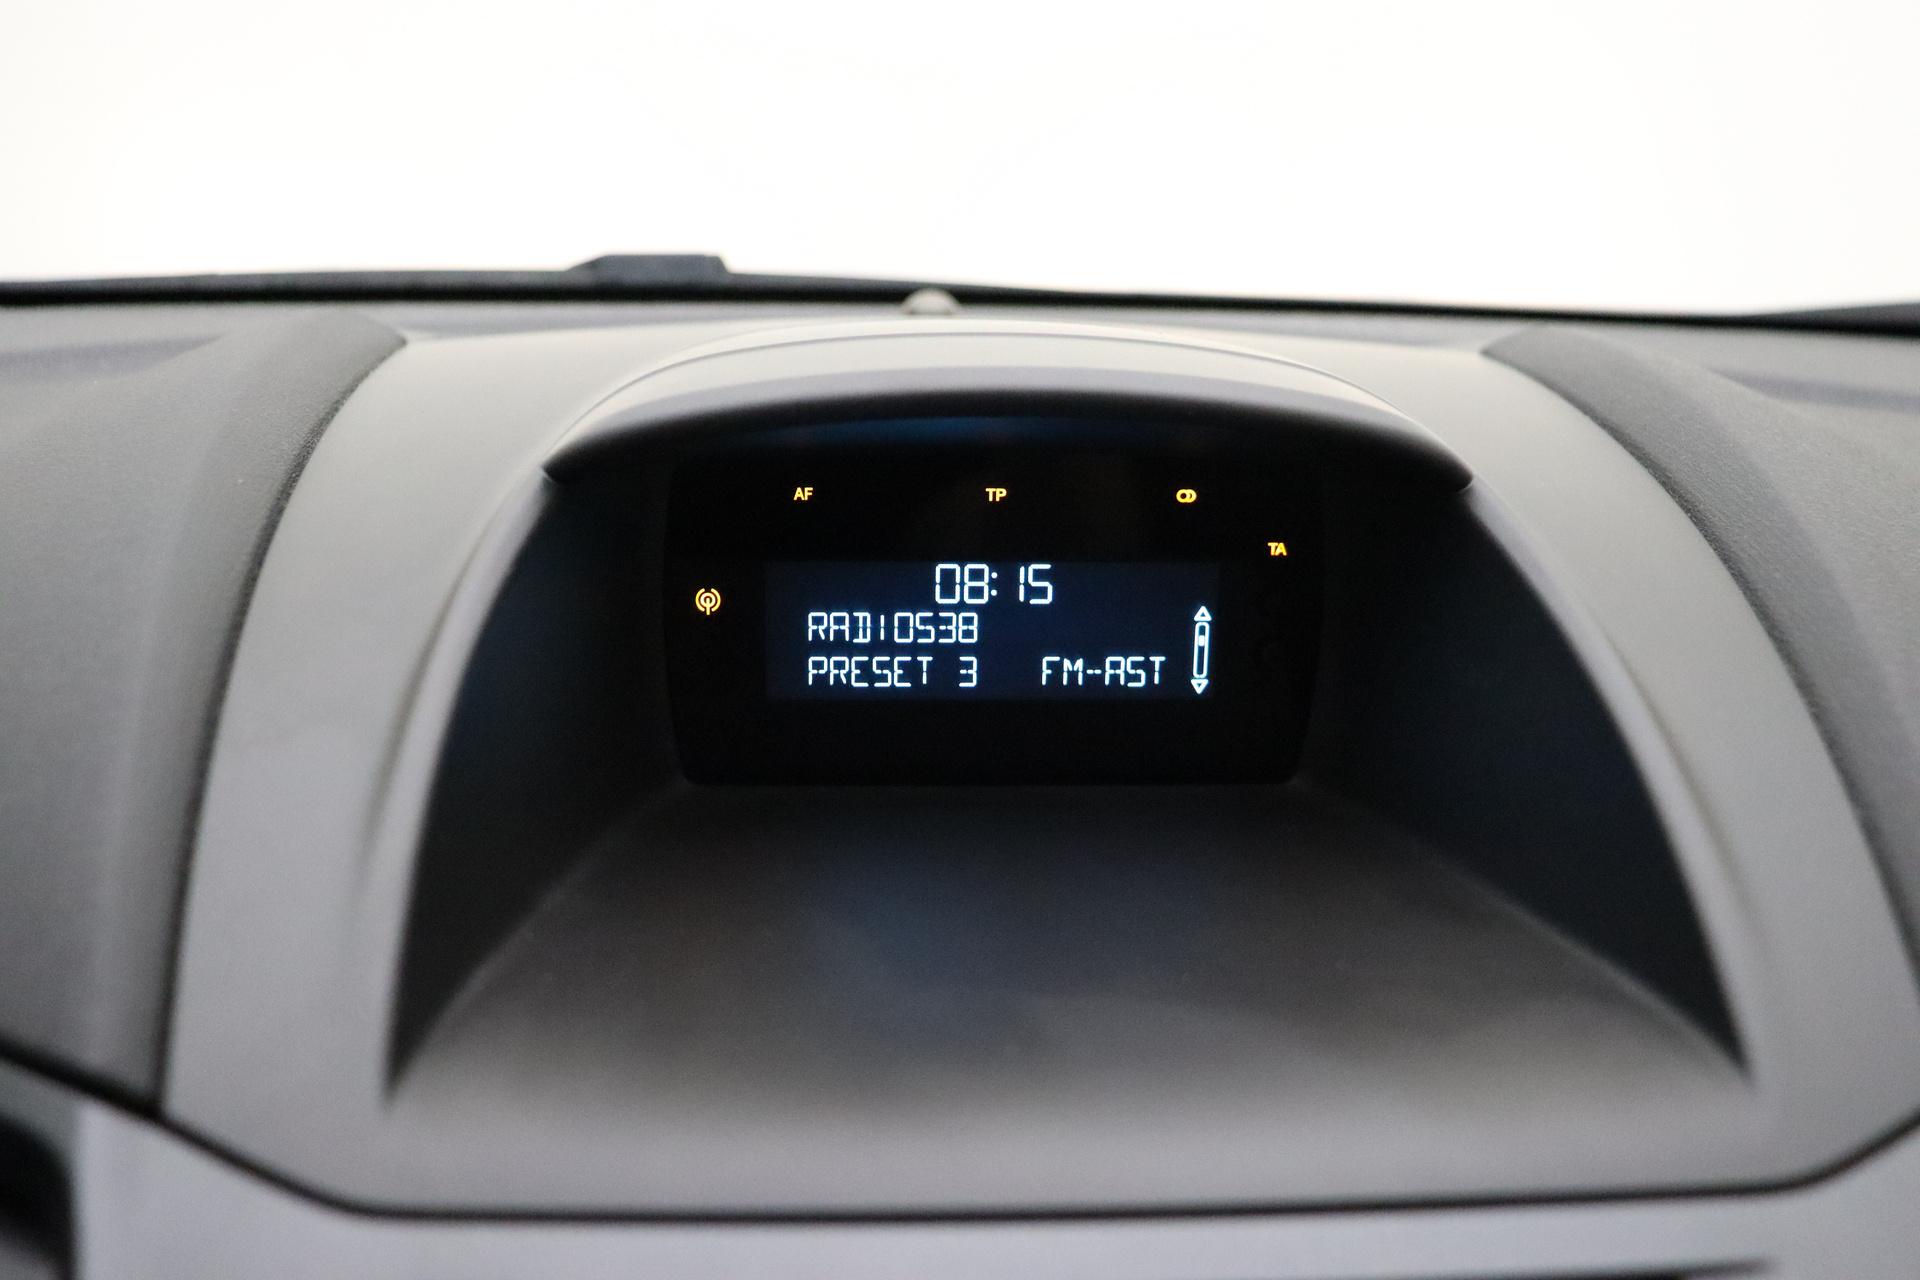 AF TP
TA
08:15
RADIO538
PRESET 3 FM-AST